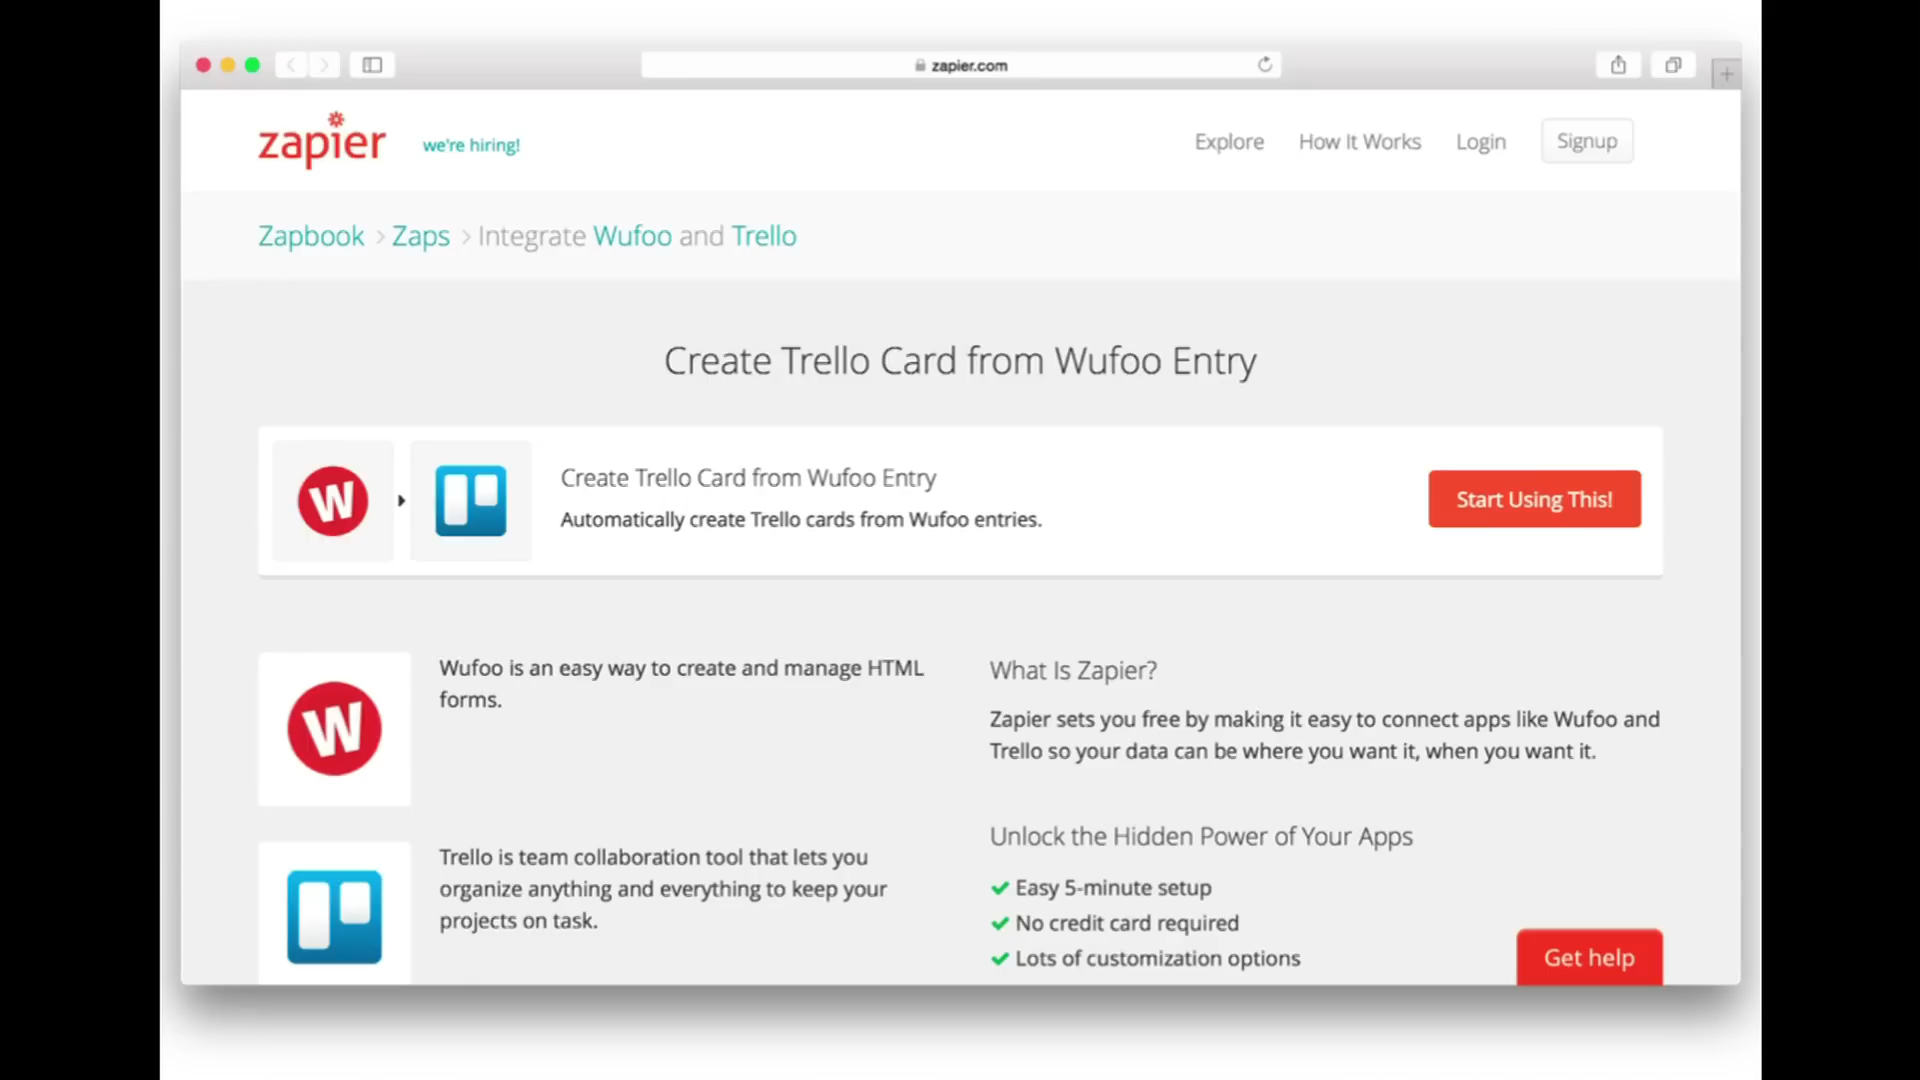 zapier.com
zapier we're hiring! Explore How It Works Login Signup
Zapbook > Zaps > Integrate Wufoo and Trello
Create Trello Card from Wufoo Entry
W
Create Trello Card from Wufoo Entry
Automatically create Trello cards from Wufoo entries.
Start Using This!
W
Wufoo is an easy way to create and manage HTML
forms.
Trello is team collaboration tool that lets you
organize anything and everything to keep your
projects on task.
What Is Zapier?
Zapier sets you free by making it easy to connect apps like Wufoo and
Trello so your data can be where you want it, when you want it.
Unlock the Hidden Power of Your Apps
Easy 5-minute setup
No credit card required
Lots of customization options
Get help